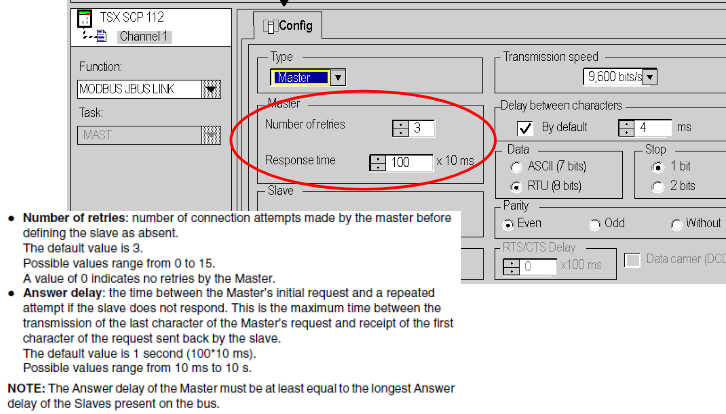 TSX SCP 112
Channel 1
Function:
MODBUS JBUS LINK
Task:
MAST
Config
Type
Master
Transmission speed
9,600 bits/s
Master
Number of retries
3
Response time
100 x 10 ms
Delay between characters
By default
4 ms
Data
ASCII (7 bits)
RTU (8 bits)
Stop
1 bit
2 bits
Slave
Parity
Even Odd Without
RTS/CTS Delay
0 x100 ms
Data carrier (DCD
• Number of retries: number of connection attempts made by the master before
defining the slave as absent.
The default value is 3.
Possible values range from 0 to 15.
A value of 0 indicates no retries by the Master.
• Answer delay: the time between the Master's initial request and a repeated
attempt if the slave does not respond. This is the maximum time between the
transmission of the last character of the Master's request and receipt of the first
character of the request sent back by the slave.
The default value is 1 second (100*10 ms).
Possible values range from 10 ms to 10 s.
NOTE: The Answer delay of the Master must be at least equal to the longest Answer
delay of the Slaves present on the bus.